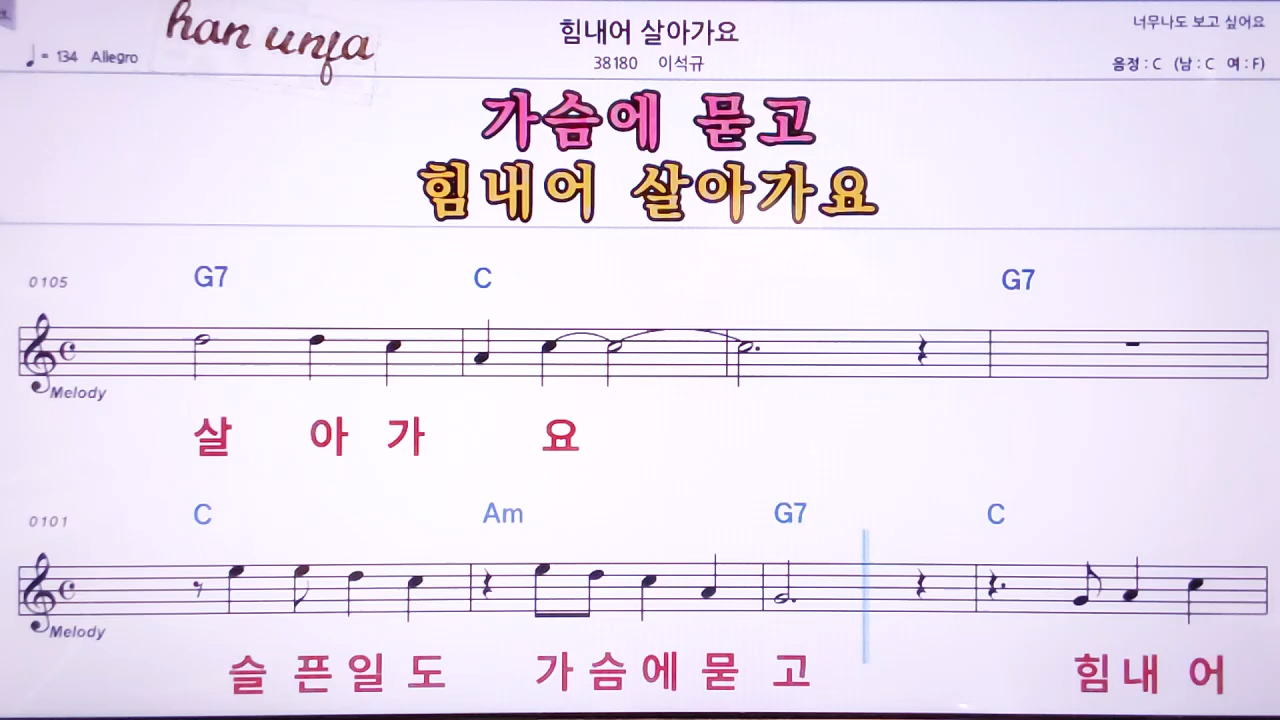 han unfa
힘내어 살아가요
너무나도 보고 싶어요
♩ = 134 Allegro
38180 이석규
음정 : C (남 : C 여 : F)
가슴에 묻고
힘내어 살아가요
0105 G7 C G7
Melody
살 아 가 요
0101 C Am G7 C
Melody
슬 픈 일 도 가 슴 에 묻 고 힘 내 어